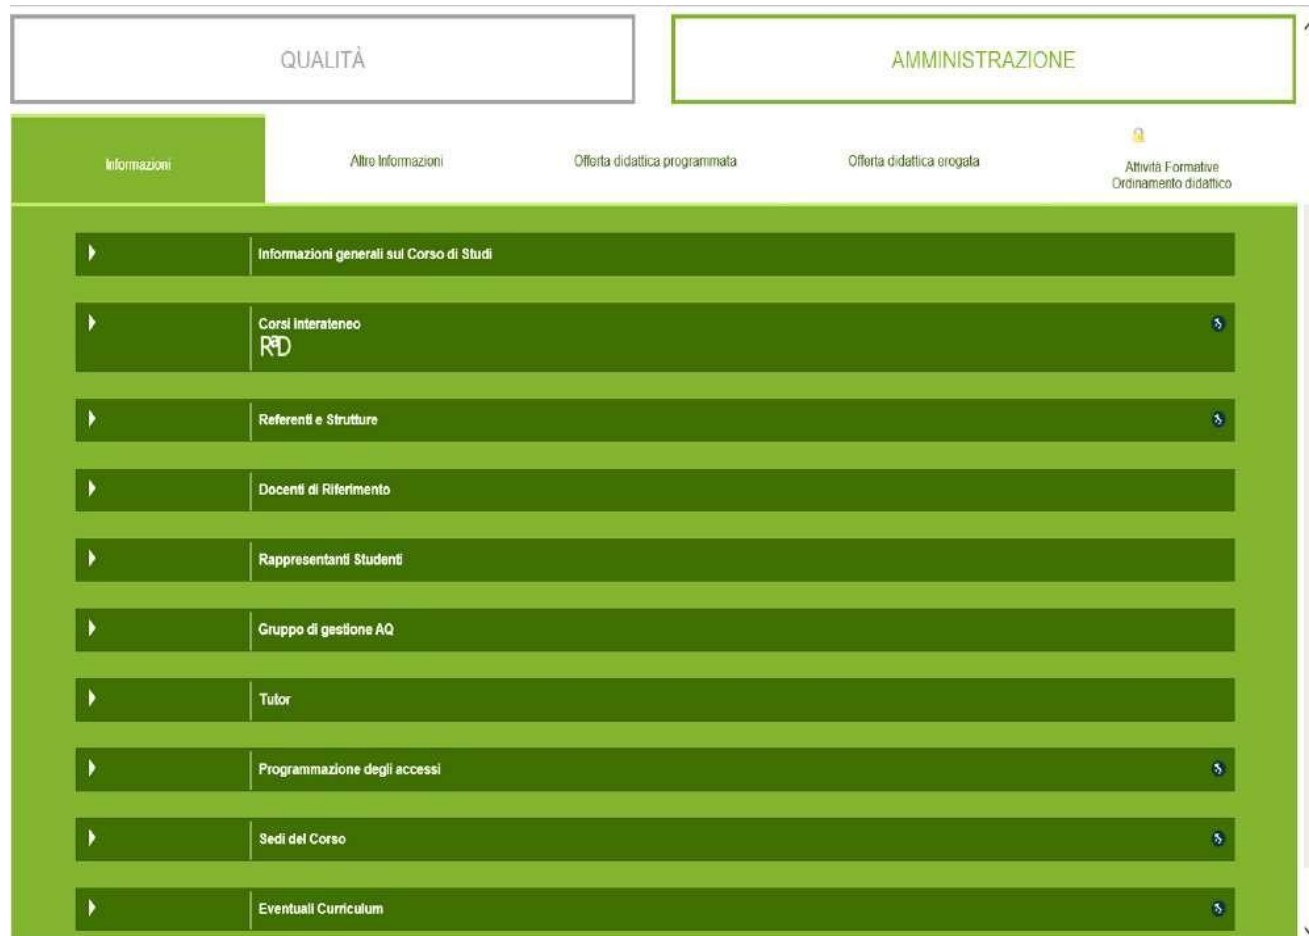 QUALITÀ
AMMINISTRAZIONE
Informazioni
Altre Informazioni
Offerta didattica programmata
Offerta didattica erogata
Attività Formative
Ordinamento didattico
Informazioni generali sul Corso di Studi
Corsi interateneo
RaD
Referenti e Strutture
Docenti di Riferimento
Rappresentanti Studenti
Gruppo di gestione AQ
Tutor
Programmazione degli accessi
Sedi del Corso
Eventuali Curriculum